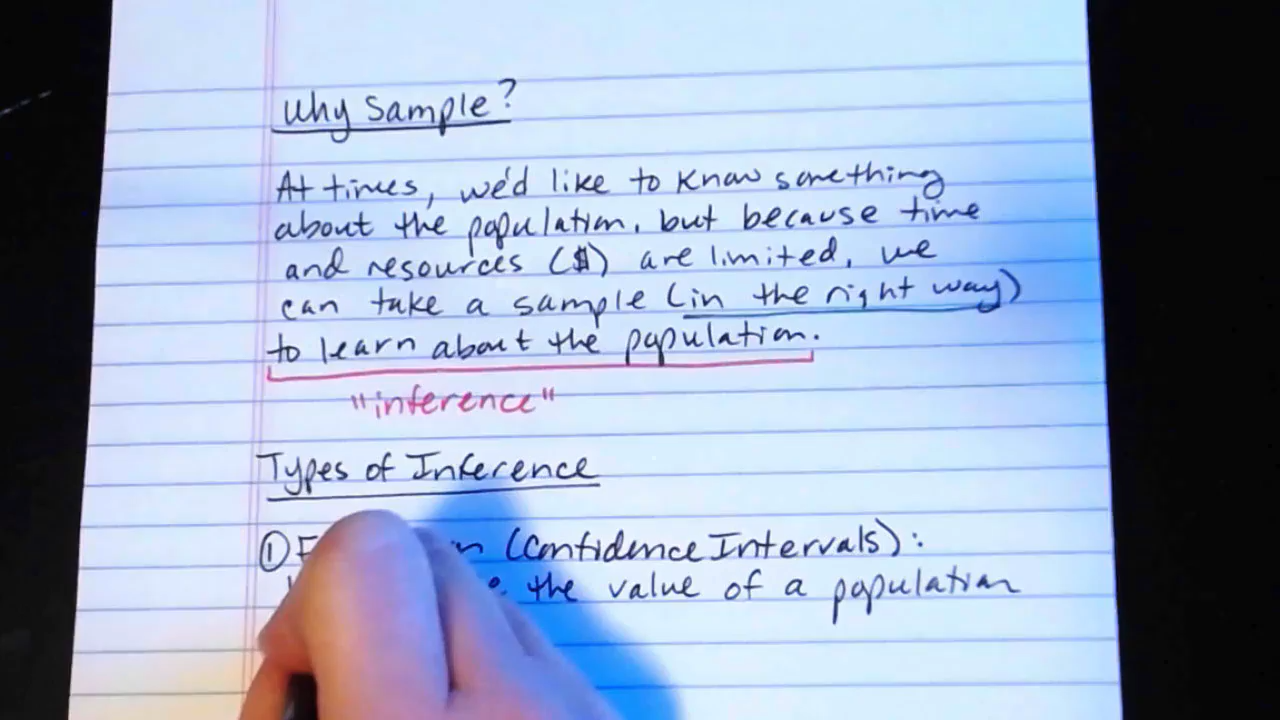 Why Sample?
At times, we'd like to know something
about the population, but because time
and resources ($) are limited, we
can take a sample (in the right way)
to learn about the population.
"inference"
Types of Inference
① (Confidence Intervals):
the value of a population